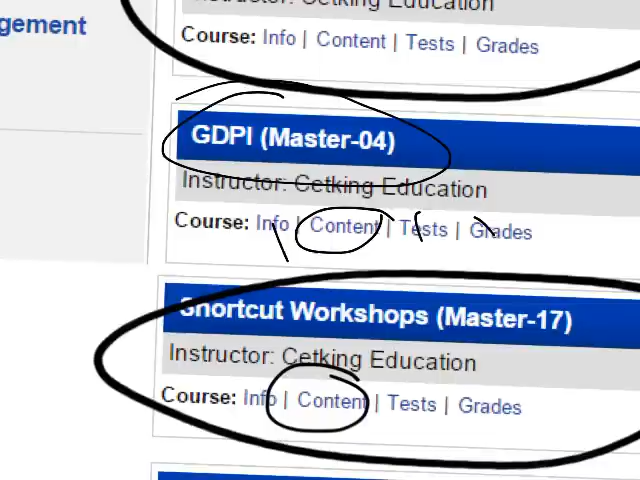 gement
Instructor: Cetking Education
Course: Info | Content | Tests | Grades
GDPI (Master-04)
Instructor: Cetking Education
Course: Info | Content | Tests | Grades
Shortcut Workshops (Master-17)
Instructor: Cetking Education
Course: Info | Content | Tests | Grades